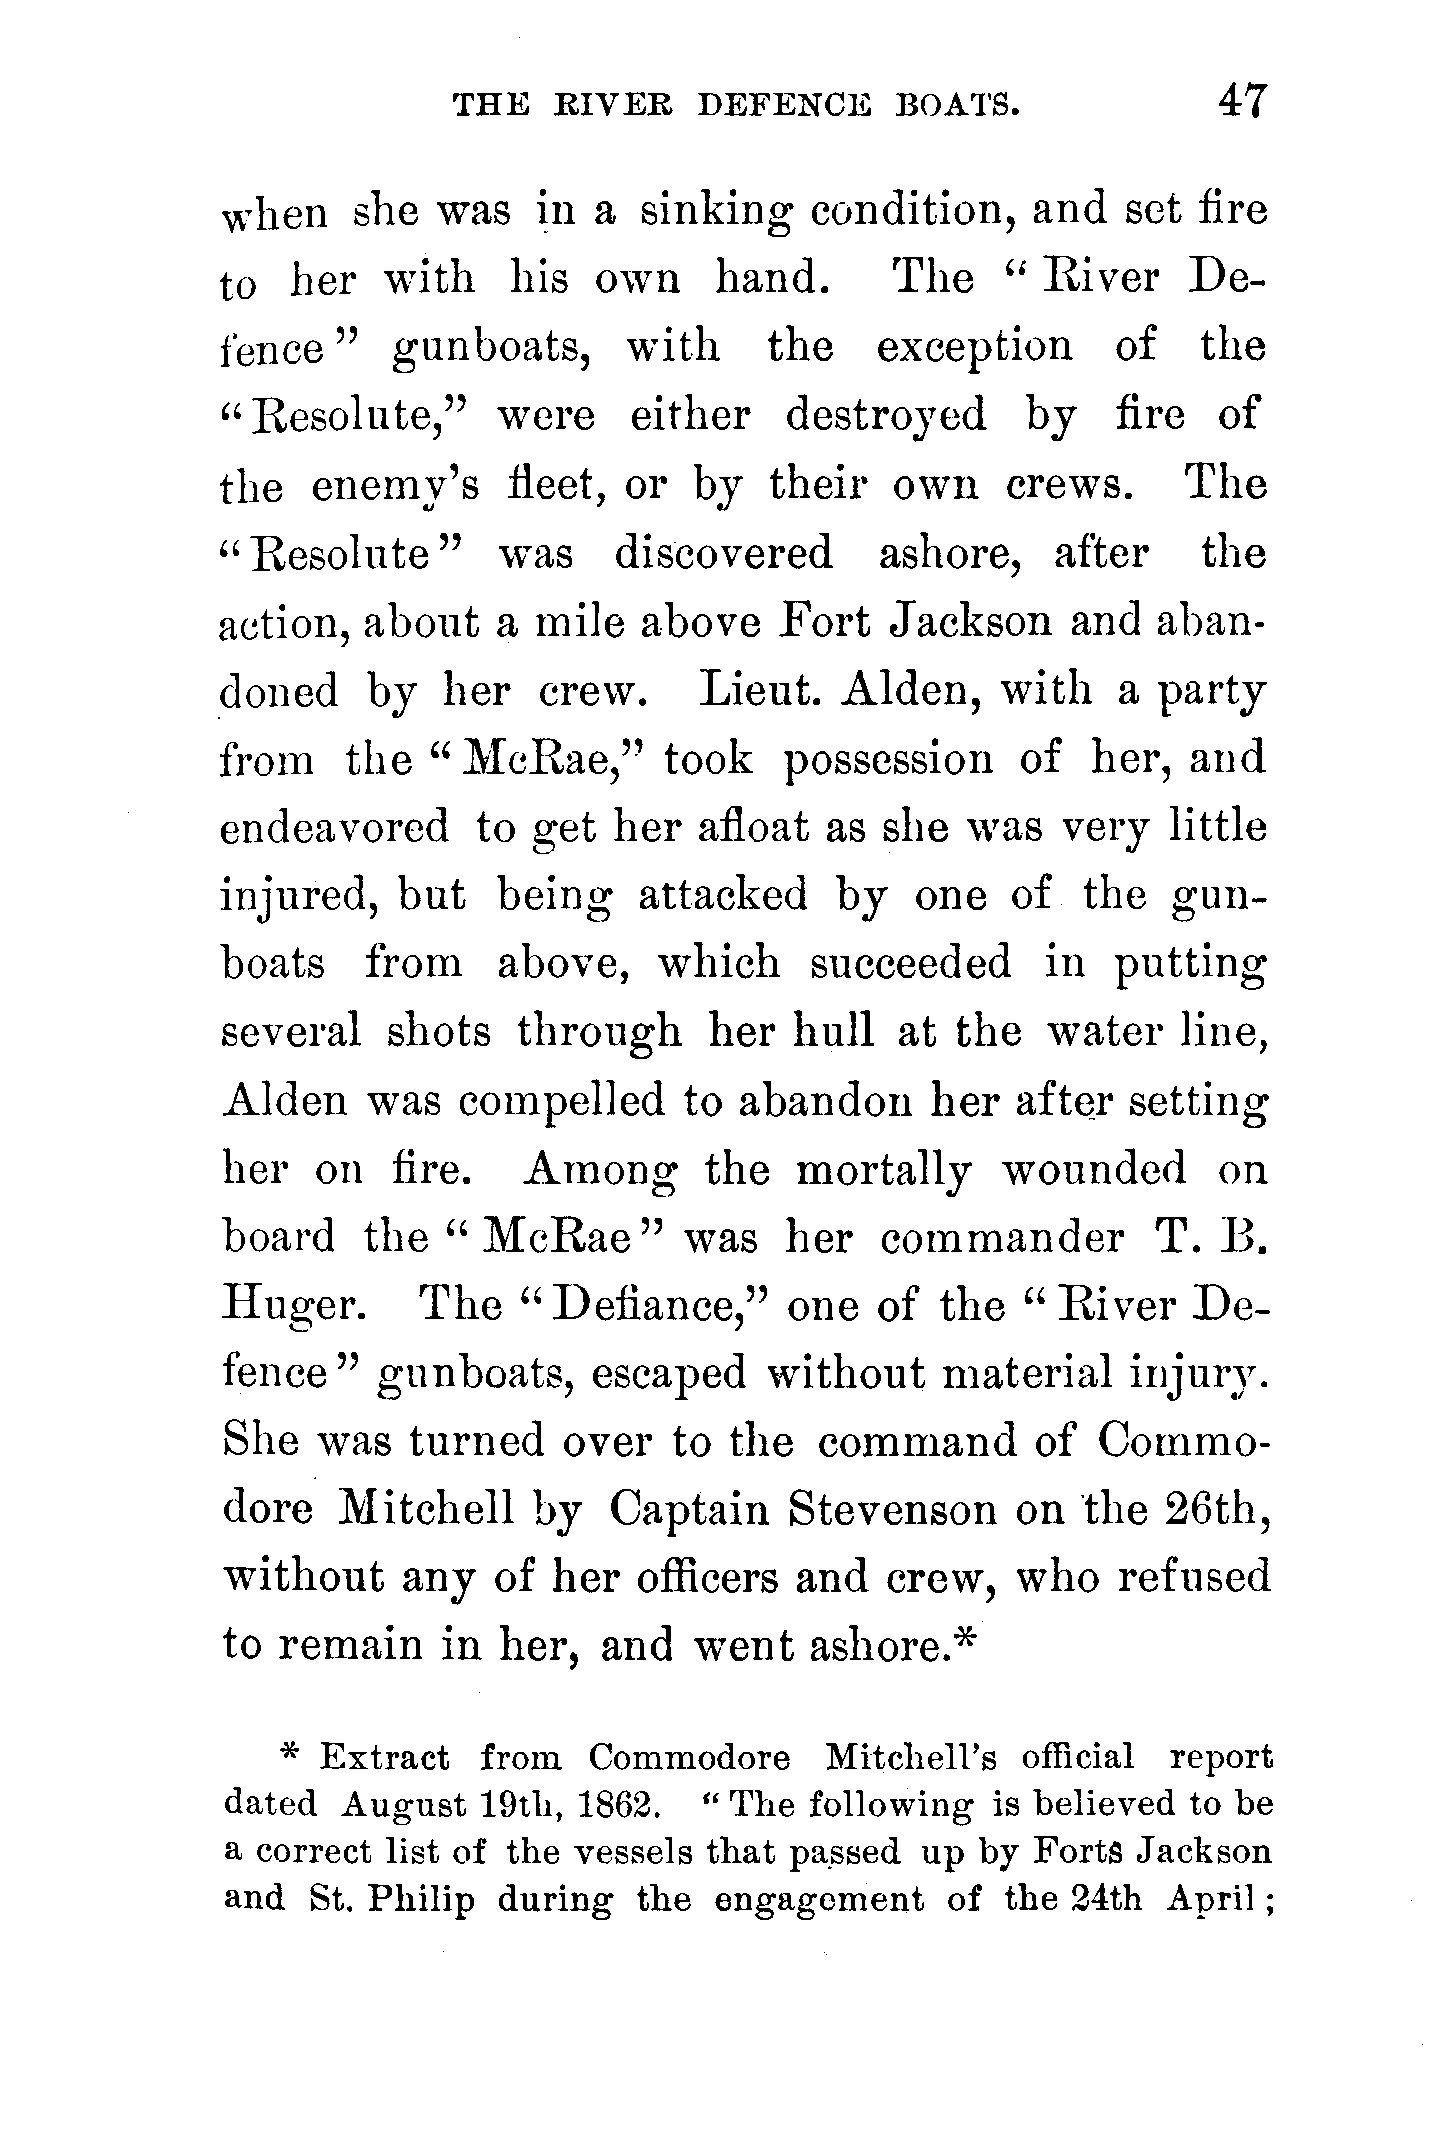 THE RIVER DEFENCE BOATS. 47
when she was in a sinking condition, and set fire
to her with his own hand. The " River De-
fence" gunboats, with the exception of the
"Resolute," were either destroyed by fire of
the enemy's fleet, or by their own crews. The
"Resolute" was discovered ashore, after the
action, about a mile above Fort Jackson and aban-
doned by her crew. Lieut. Alden, with a party
from the "McRae," took possession of her, and
endeavored to get her afloat as she was very little
injured, but being attacked by one of the gun-
boats from above, which succeeded in putting
several shots through her hull at the water line,
Alden was compelled to abandon her after setting
her on fire. Among the mortally wounded on
board the "McRae" was her commander T. B.
Huger. The "Defiance," one of the "River De-
fence" gunboats, escaped without material injury.
She was turned over to the command of Commo-
dore Mitchell by Captain Stevenson on the 26th,
without any of her officers and crew, who refused
to remain in her, and went ashore.*
* Extract from Commodore Mitchell's official report
dated August 19th, 1862. "The following is believed to be
a correct list of the vessels that passed up by Forts Jackson
and St. Philip during the engagement of the 24th April;